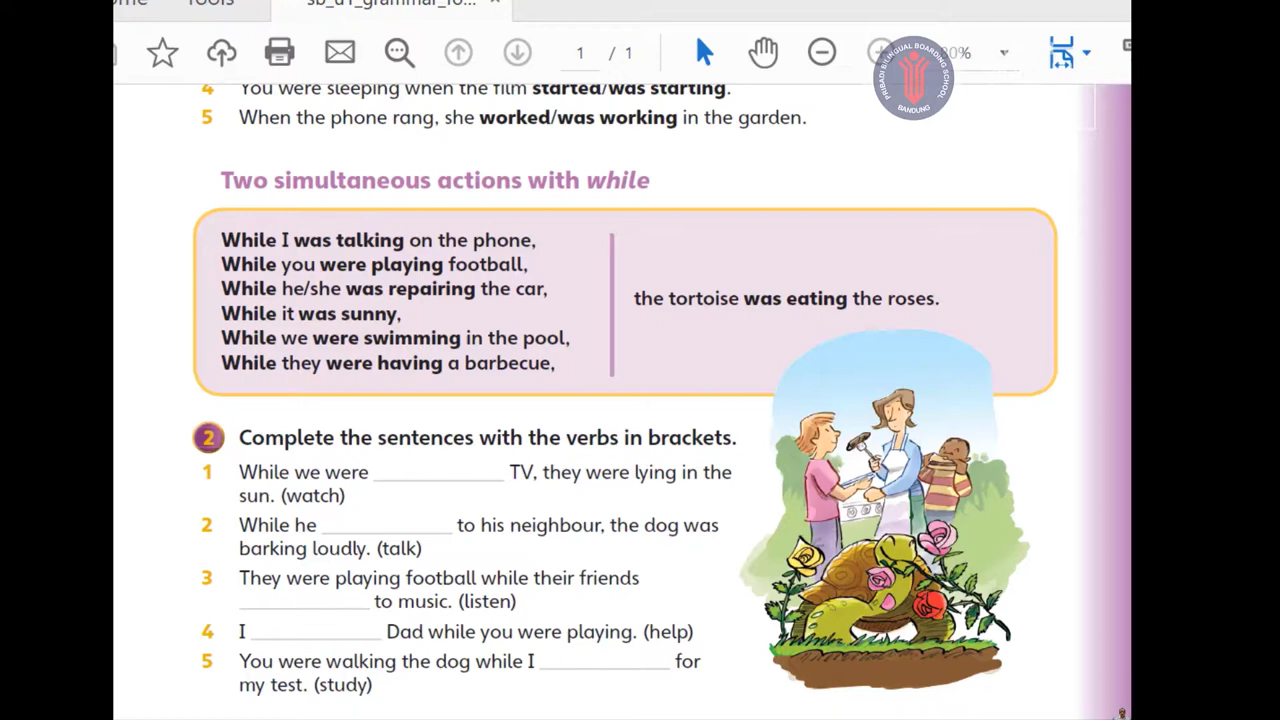 Tools
sb_u1_grammar_fo...
1 / 1
PRIBADI BILINGUAL BOARDING SCHOOL
BANDUNG
4 You were sleeping when the film started/was starting.
5 When the phone rang, she worked/was working in the garden.
Two simultaneous actions with while
While I was talking on the phone,
While you were playing football,
While he/she was repairing the car,
While it was sunny,
While we were swimming in the pool,
While they were having a barbecue,
the tortoise was eating the roses.
2 Complete the sentences with the verbs in brackets.
1 While we were ____________ TV, they were lying in the
sun. (watch)
2 While he ____________ to his neighbour, the dog was
barking loudly. (talk)
3 They were playing football while their friends
____________ to music. (listen)
4 I ____________ Dad while you were playing. (help)
5 You were walking the dog while I ____________ for
my test. (study)